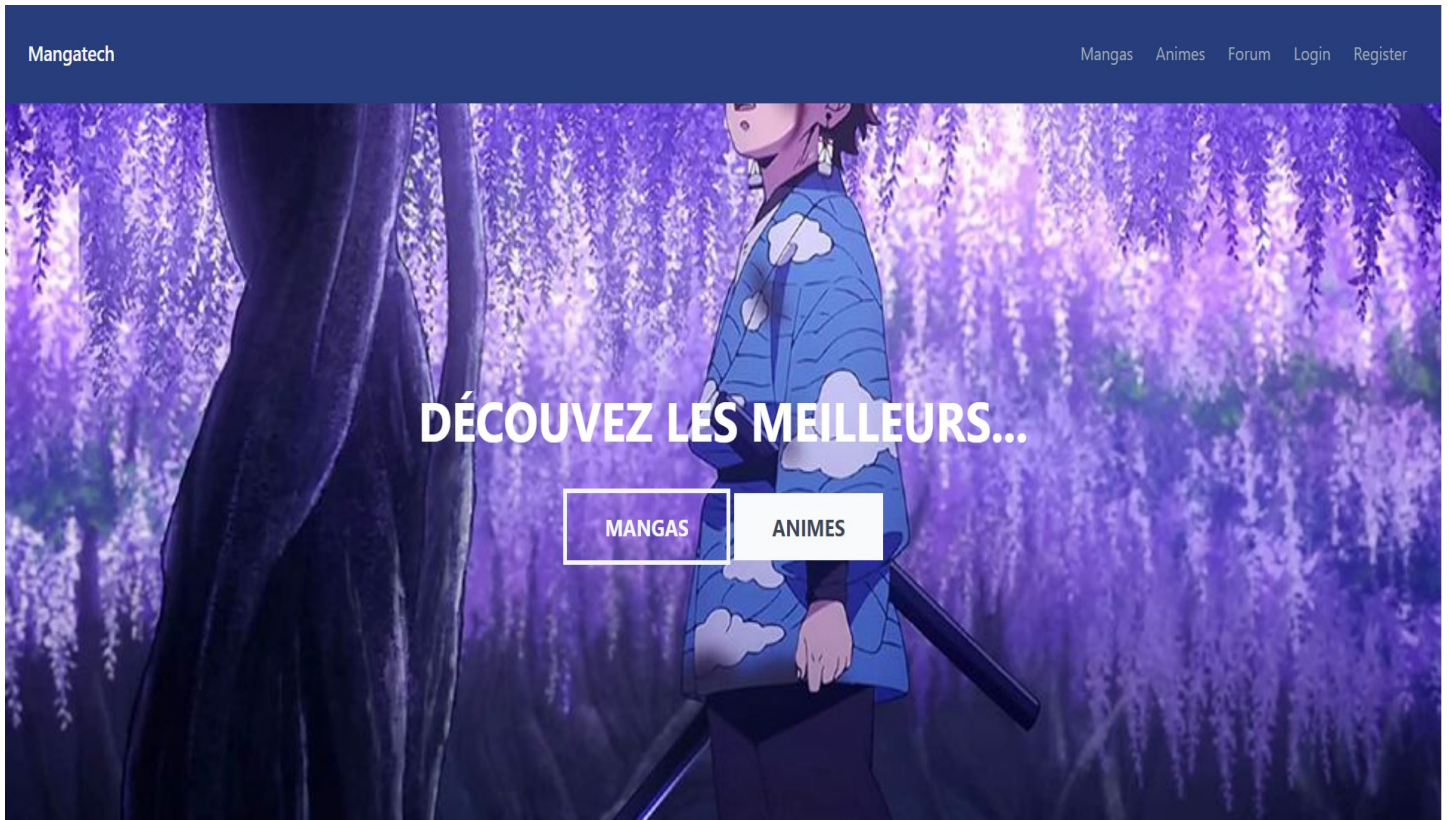 Mangatech
Mangas Animes Forum Login Register
DÉCOUVEZ LES MEILLEURS...
MANGAS ANIMES